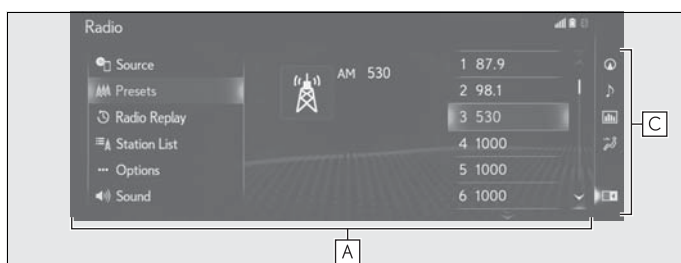 Radio
Source
Presets
Radio Replay
Station List
Options
Sound
AM 530
1 87.9
2 98.1
3 530
4 1000
5 1000
6 1000
A
C